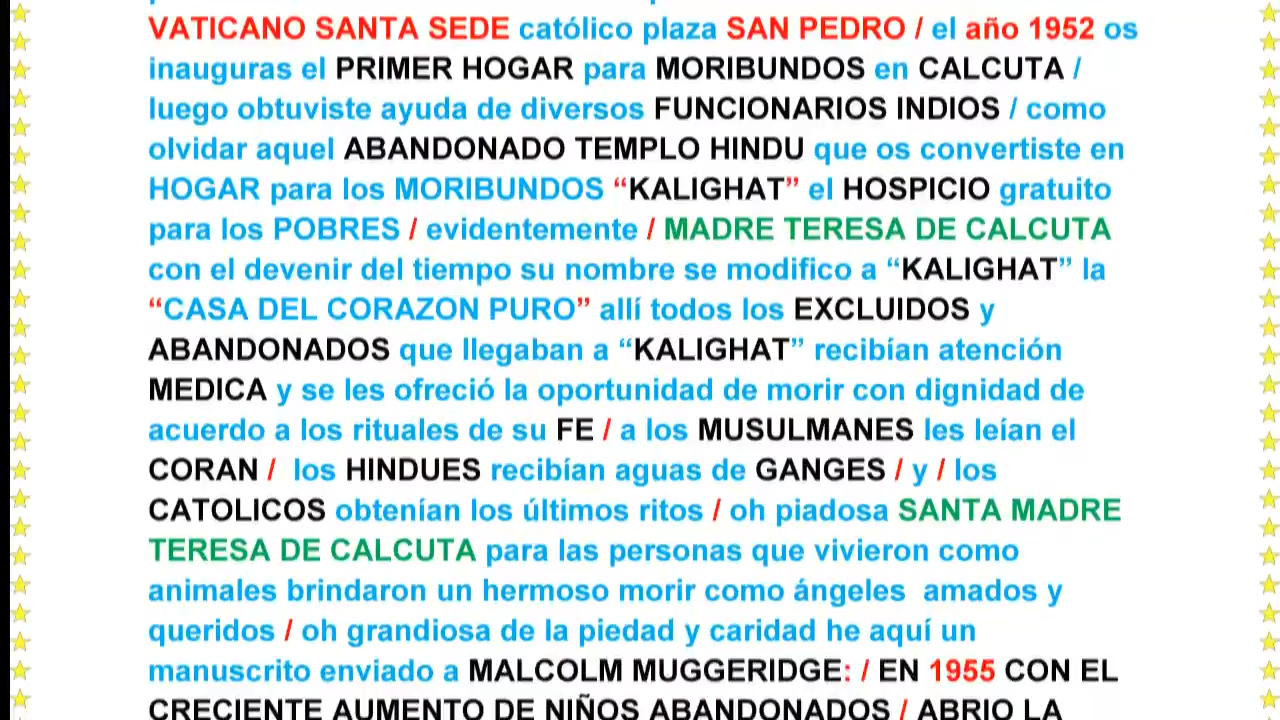 VATICANO SANTA SEDE católico plaza SAN PEDRO / el año 1952 os
inauguras el PRIMER HOGAR para MORIBUNDOS en CALCUTA /
luego obtuviste ayuda de diversos FUNCIONARIOS INDIOS / como
olvidar aquel ABANDONADO TEMPLO HINDU que os convertiste en
HOGAR para los MORIBUNDOS “KALIGHAT” el HOSPICIO gratuito
para los POBRES / evidentemente / MADRE TERESA DE CALCUTA
con el devenir del tiempo su nombre se modifico a “KALIGHAT” la
“CASA DEL CORAZON PURO” allí todos los EXCLUIDOS y
ABANDONADOS que llegaban a “KALIGHAT” recibían atención
MEDICA y se les ofreció la oportunidad de morir con dignidad de
acuerdo a los rituales de su FE / a los MUSULMANES les leían el
CORAN / los HINDUES recibían aguas de GANGES / y / los
CATOLICOS obtenían los últimos ritos / oh piadosa SANTA MADRE
TERESA DE CALCUTA para las personas que vivieron como
animales brindaron un hermoso morir como ángeles amados y
queridos / oh grandiosa de la piedad y caridad he aquí un
manuscrito enviado a MALCOLM MUGGERIDGE: / EN 1955 CON EL
CRECIENTE AUMENTO DE NIÑOS ABANDONADOS / ABRIO LA